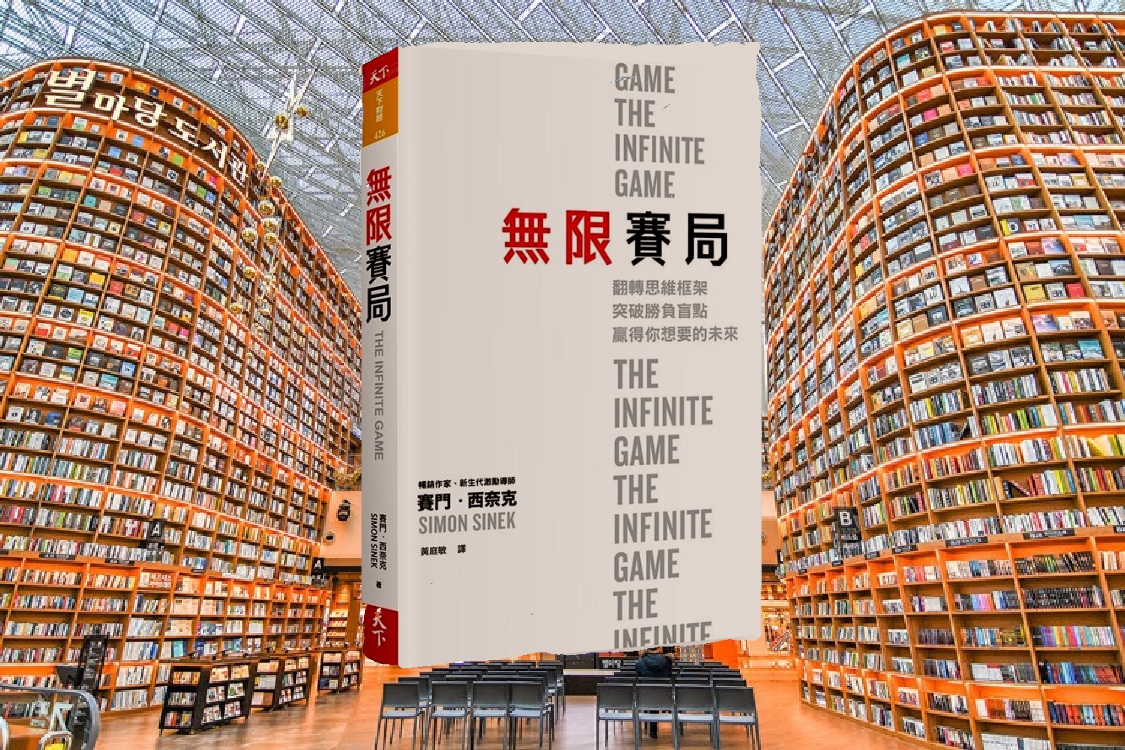 별마당도서관
天下
天下財經
426
無限賽局
THE INFINITE GAME
賽門·西奈克
SIMON SINEK
著
天下
GAME
THE
INFINITE
GAME
無限賽局
翻轉思維框架
突破勝負盲點
贏得你想要的未來
THE
INFINITE
GAME
THE
INFINITE
GAME
THE
INFINITE
暢銷作家、新生代激勵導師
賽門·西奈克
SIMON SINEK
黃庭敏 譯
A
B